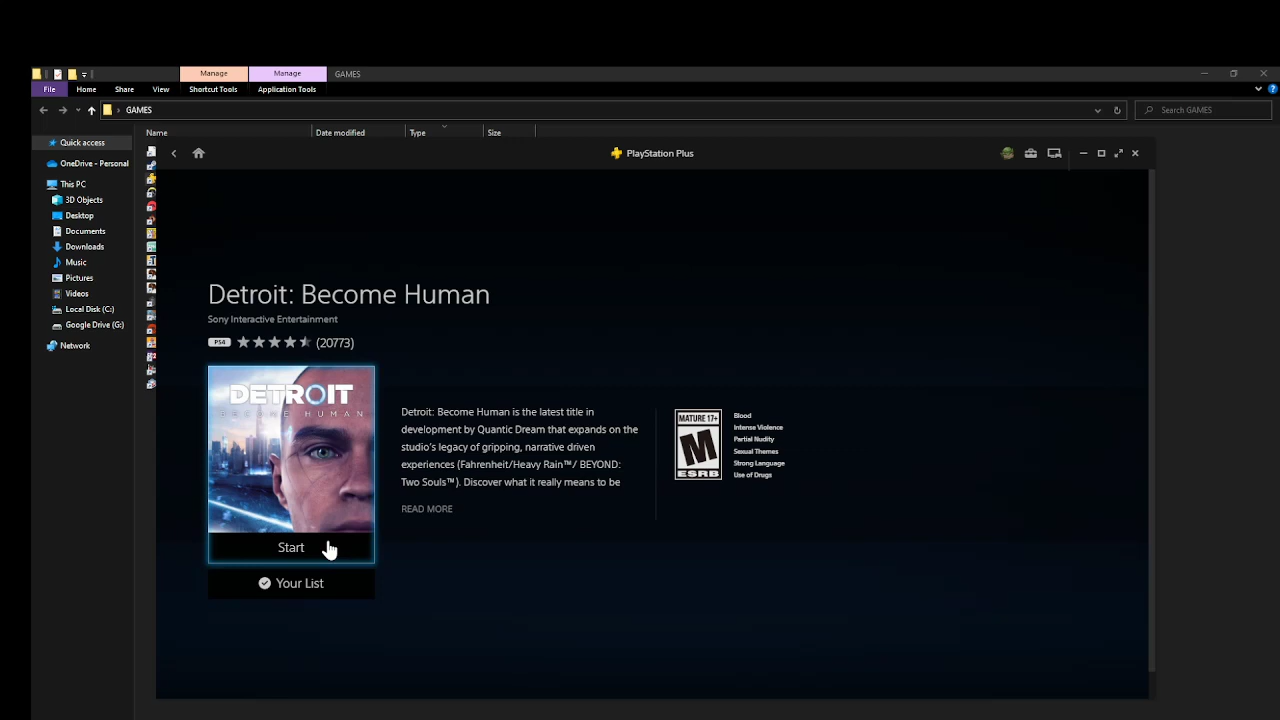 Manage
Manage
GAMES
File
Home
Share
View
Shortcut Tools
Application Tools
GAMES
Search GAMES
Name
Date modified
Type
Size
Quick access
OneDrive - Personal
This PC
3D Objects
Desktop
Documents
Downloads
Music
Pictures
Videos
Local Disk (C:)
Google Drive (G:)
Network
PlayStation Plus
Detroit: Become Human
Sony Interactive Entertainment
PS4 (20773)
DETROIT
BECOME HUMAN
Start
Your List
Detroit: Become Human is the latest title in
development by Quantic Dream that expands on the
studio's legacy of gripping, narrative driven
experiences (Fahrenheit/Heavy Rain™/ BEYOND:
Two Souls™). Discover what it really means to be
READ MORE
MATURE 17+
M
ESRB
Blood
Intense Violence
Partial Nudity
Sexual Themes
Strong Language
Use of Drugs